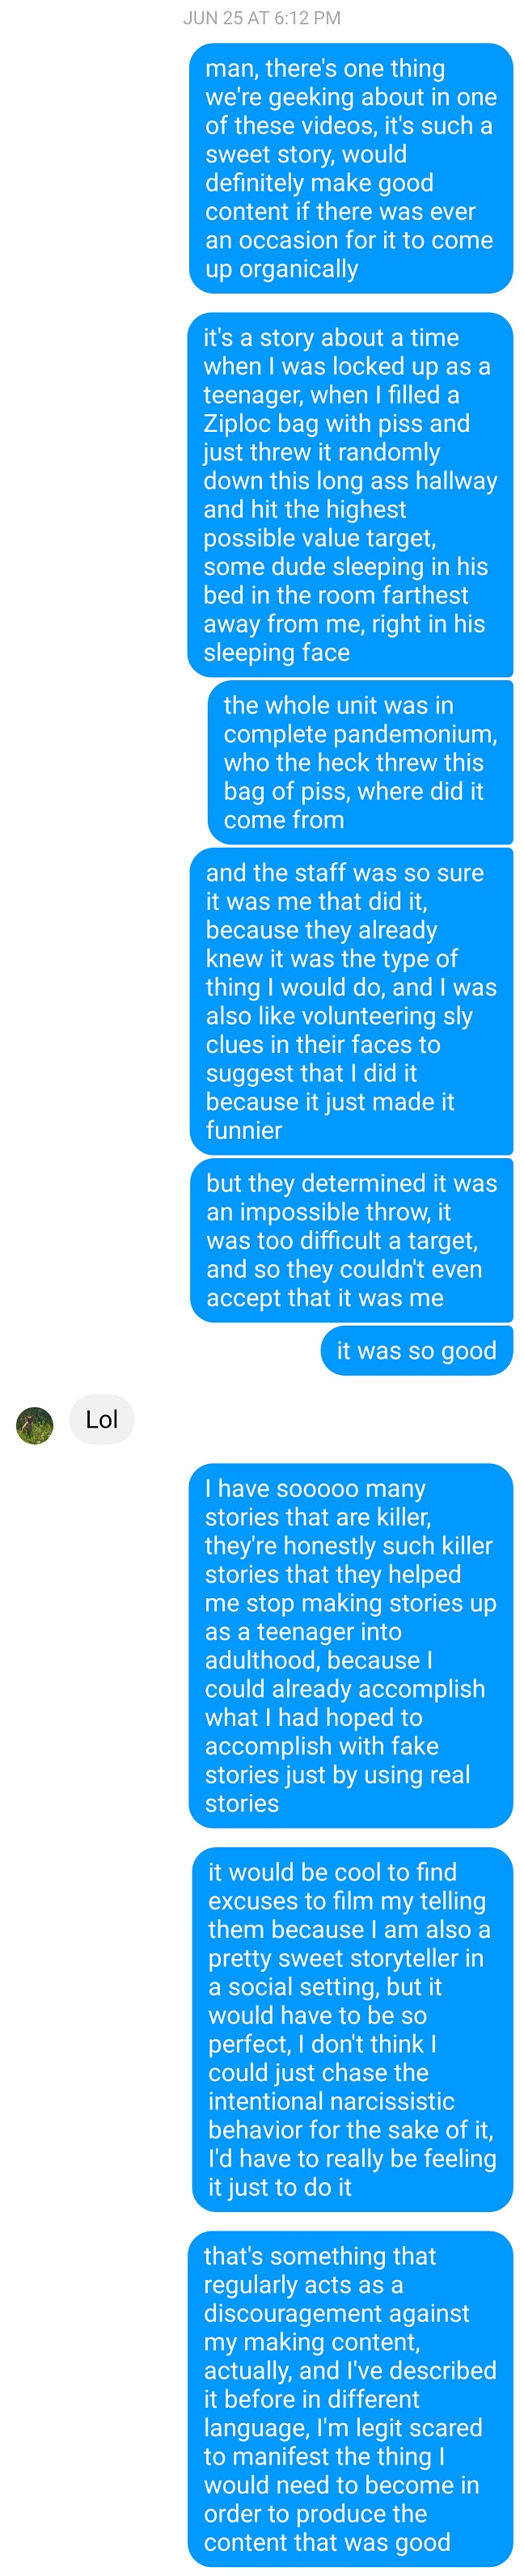 JUN 25 AT 6:12 PM
man, there's one thing
we're geeking about in one
of these videos, it's such a
sweet story, would
definitely make good
content if there was ever
an occasion for it to come
up organically
it's a story about a time
when I was locked up as a
teenager, when I filled a
Ziploc bag with piss and
just threw it randomly
down this long ass hallway
and hit the highest
possible value target,
some dude sleeping in his
bed in the room farthest
away from me, right in his
sleeping face
the whole unit was in
complete pandemonium,
who the heck threw this
bag of piss, where did it
come from
and the staff was so sure
it was me that did it,
because they already
knew it was the type of
thing I would do, and I was
also like volunteering sly
clues in their faces to
suggest that I did it
because it just made it
funnier
but they determined it was
an impossible throw, it
was too difficult a target,
and so they couldn't even
accept that it was me
it was so good
Lol
I have sooooo many
stories that are killer,
they're honestly such killer
stories that they helped
me stop making stories up
as a teenager into
adulthood, because I
could already accomplish
what I had hoped to
accomplish with fake
stories just by using real
stories
it would be cool to find
excuses to film my telling
them because I am also a
pretty sweet storyteller in
a social setting, but it
would have to be so
perfect, I don't think I
could just chase the
intentional narcissistic
behavior for the sake of it,
I'd have to really be feeling
it just to do it
that's something that
regularly acts as a
discouragement against
my making content,
actually, and I've described
it before in different
language, I'm legit scared
to manifest the thing I
would need to become in
order to produce the
content that was good